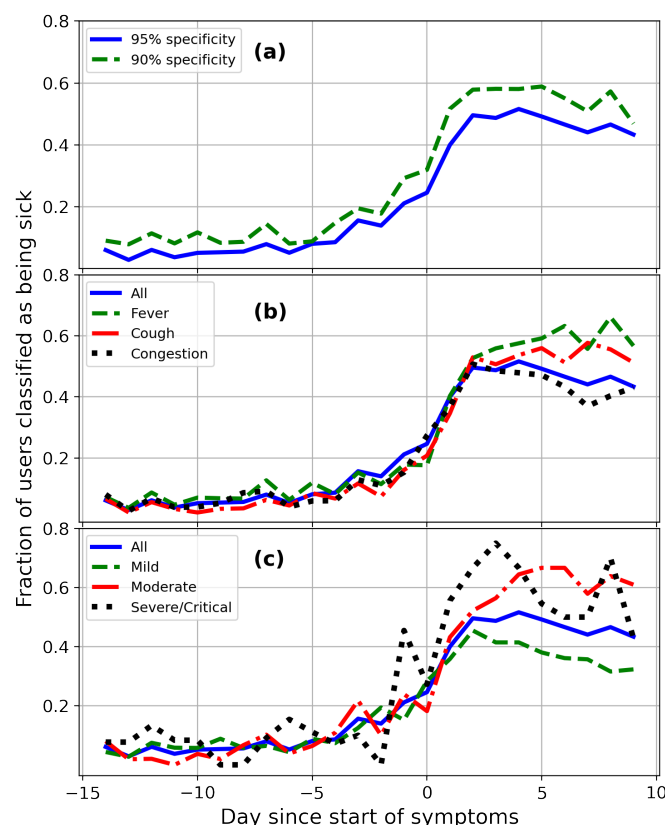 Fraction of users classified as being sick
0.8
0.6
0.4
0.2
95% specificity
90% specificity
(a)
0.8
0.6
0.4
0.2
All
Fever
Cough
Congestion
(b)
0.8
0.6
0.4
0.2
All
Mild
Moderate
Severe/Critical
(c)
−15 −10 −5 0 5 10
Day since start of symptoms